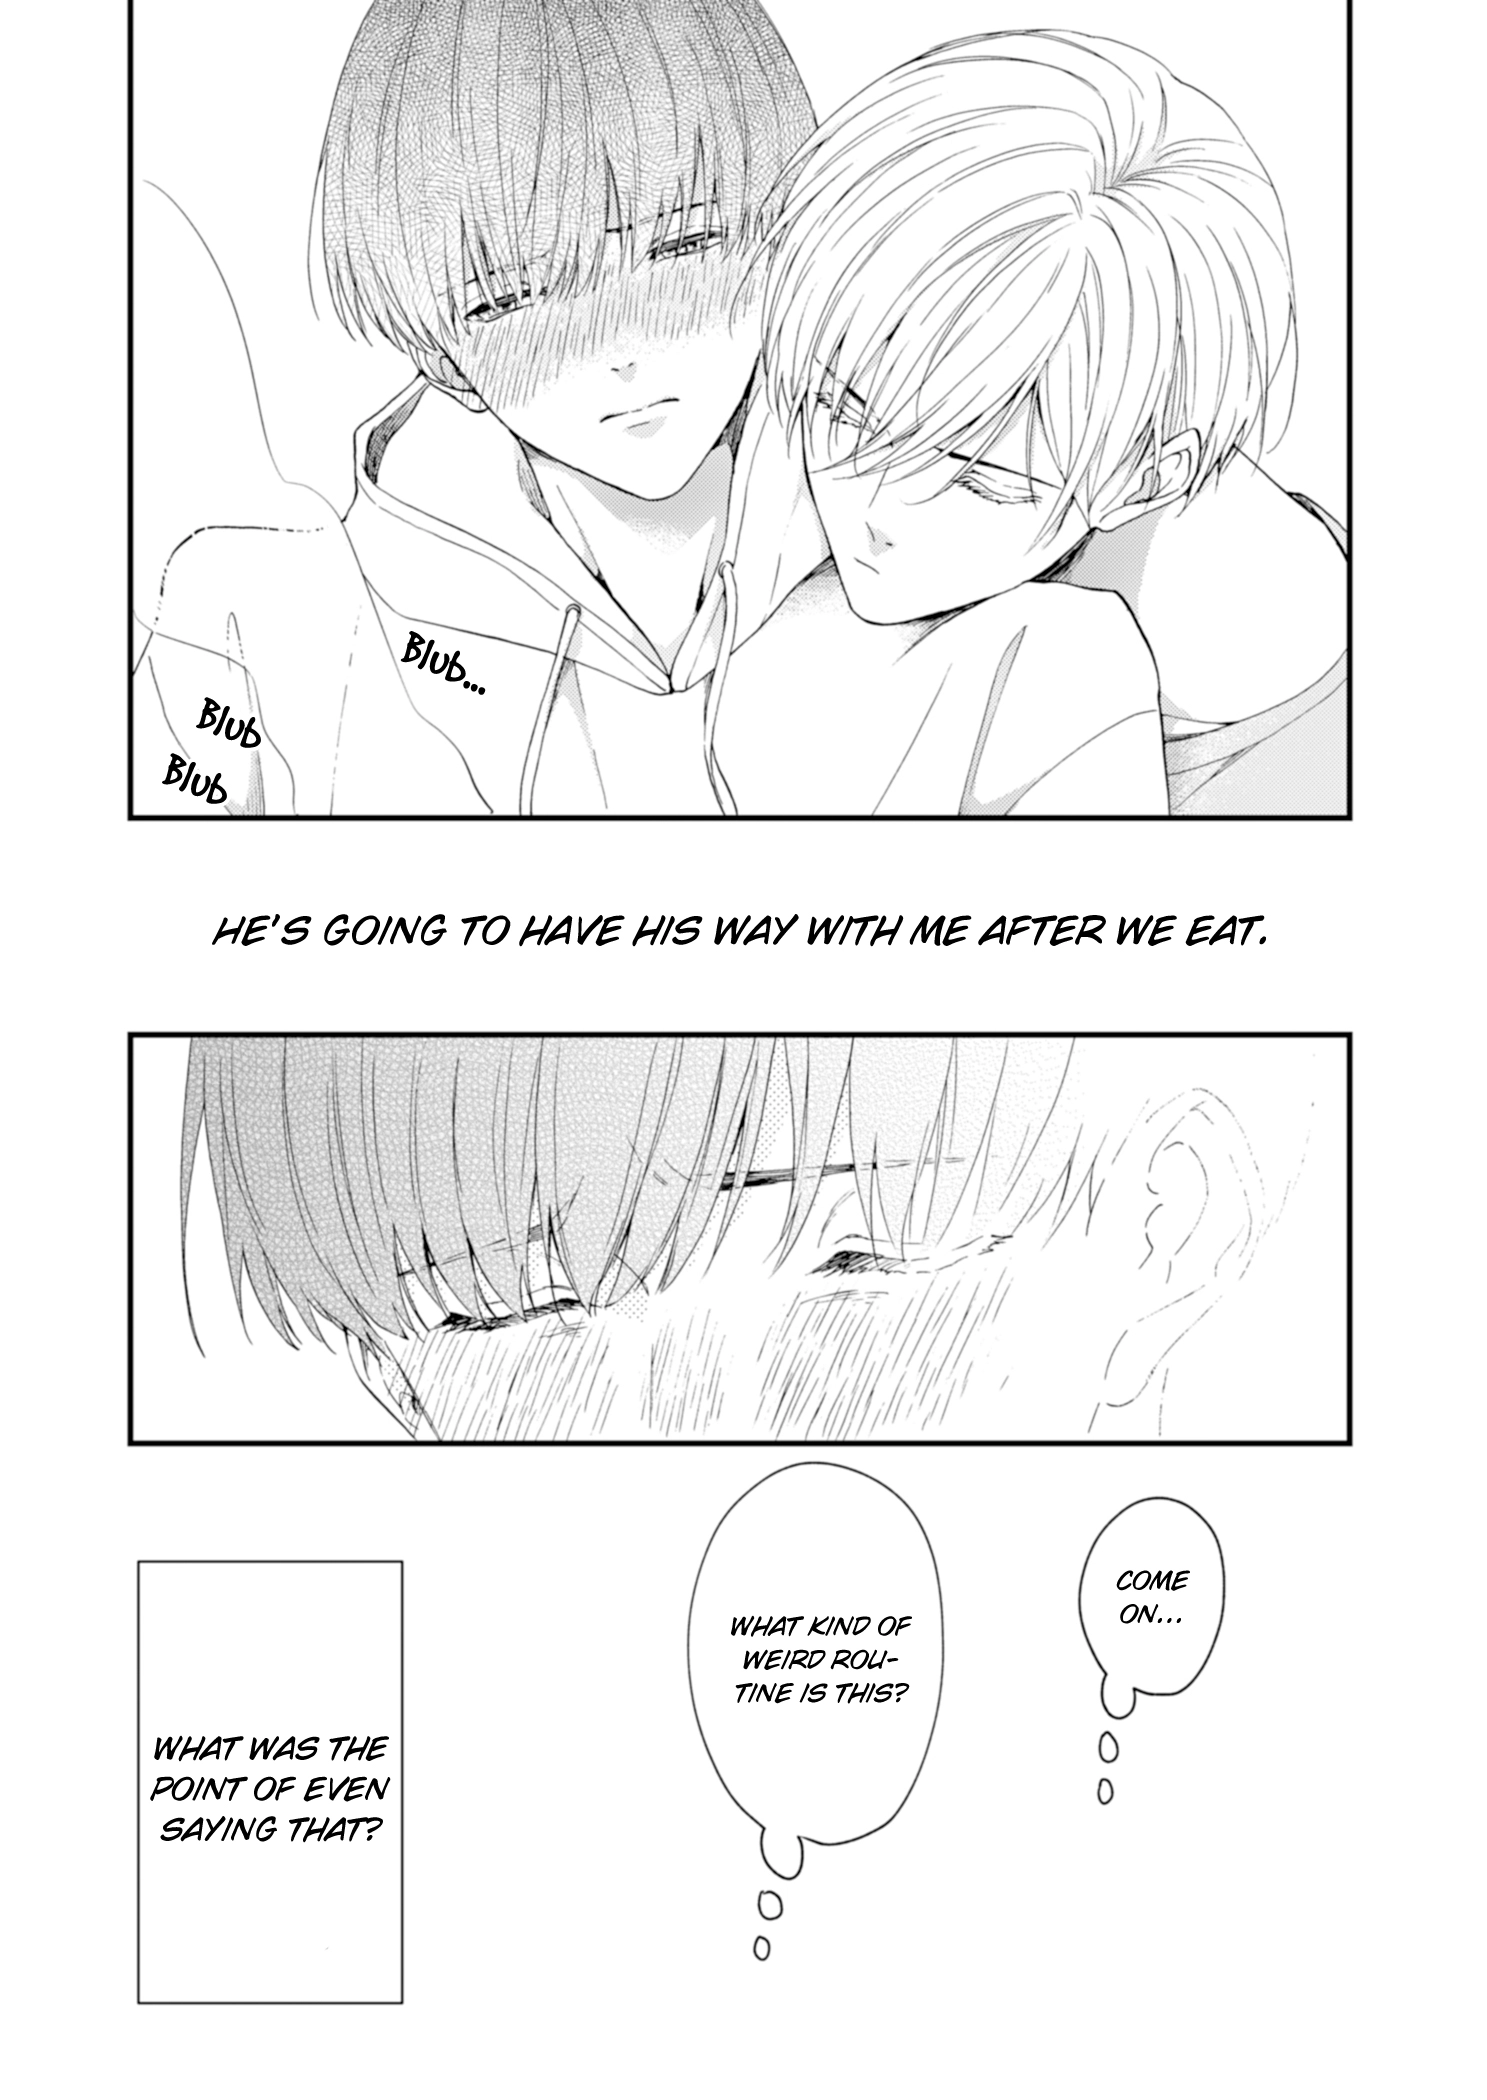 Blub...
Blub
Blub
HE'S GOING TO HAVE HIS WAY WITH ME AFTER WE EAT.
COME
ON...
WHAT KIND OF
WEIRD ROU-
TINE IS THIS?
WHAT WAS THE
POINT OF EVEN
SAYING THAT?